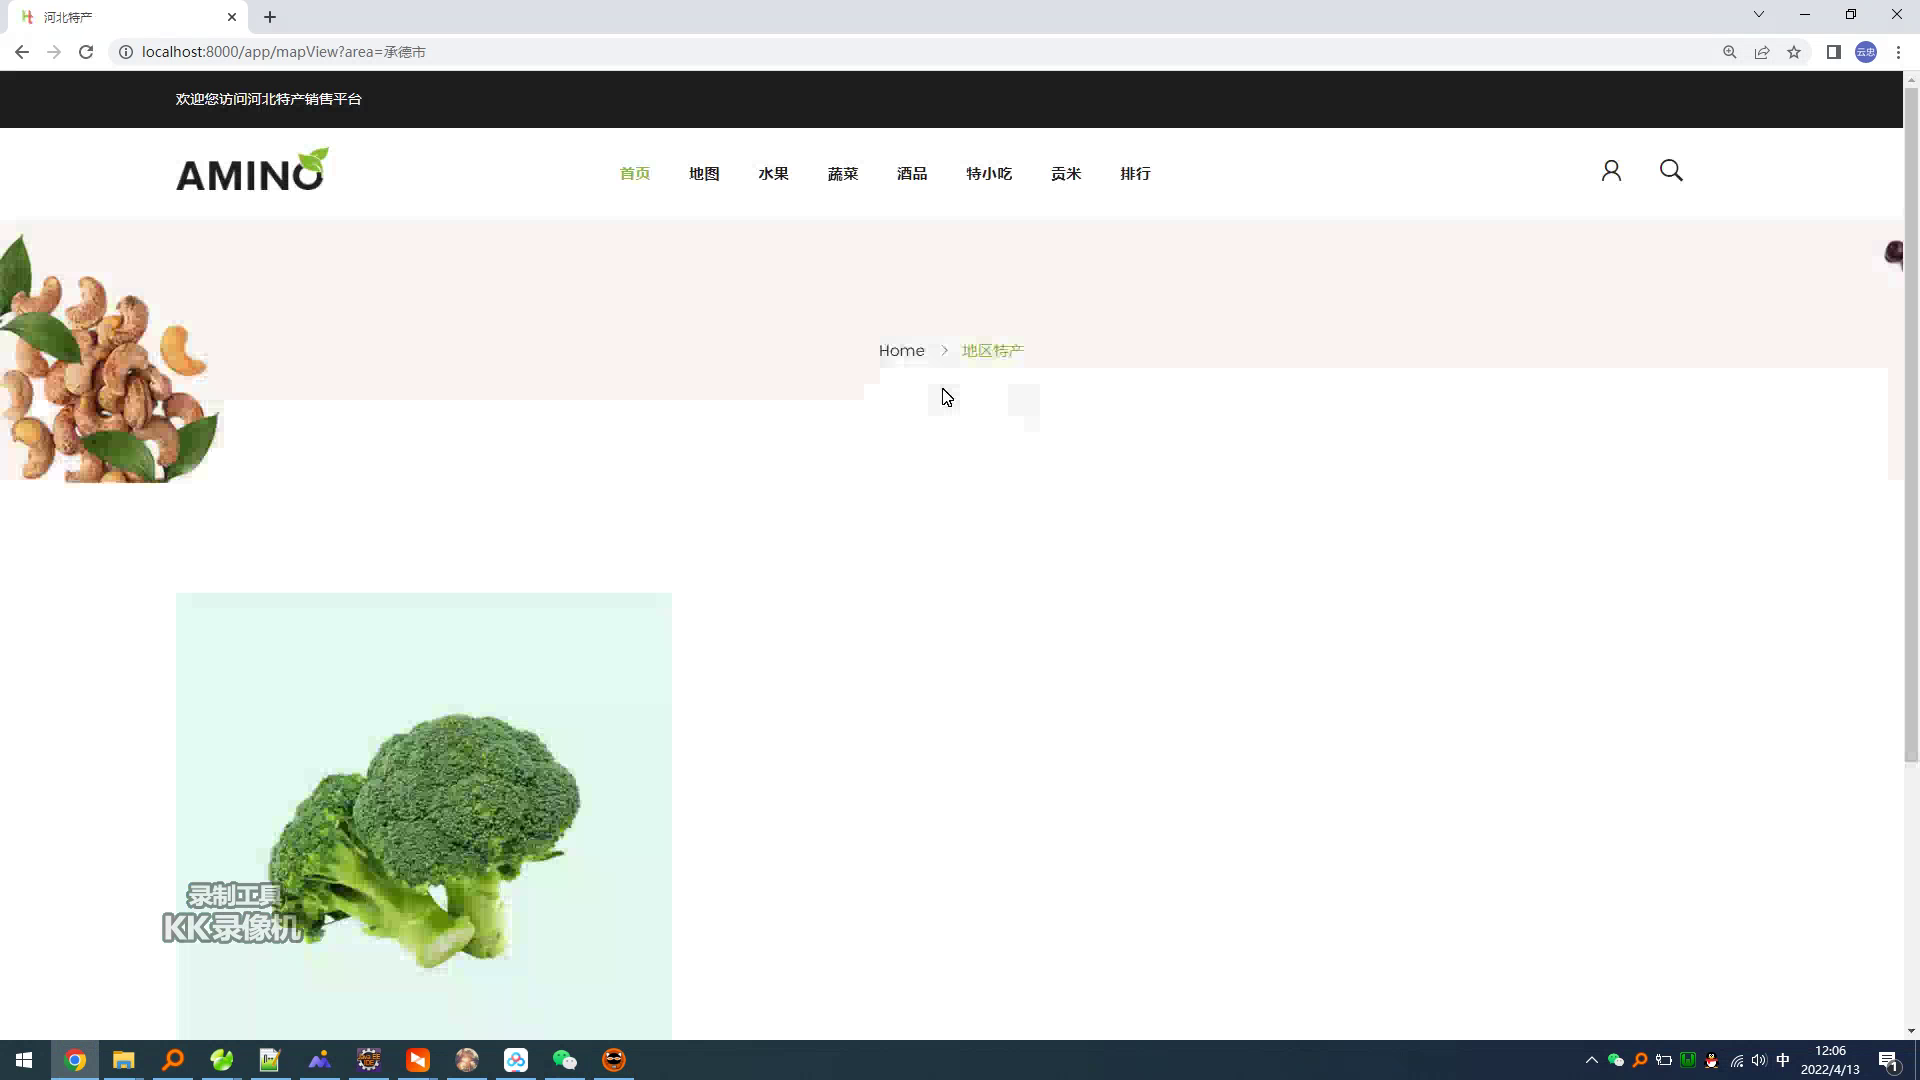 河北特产
localhost:8000/app/mapView?area=承德市
云忠
欢迎您访问河北特产销售平台
AMINO
首页 地图 水果 蔬菜 酒品 特小吃 贡米 排行
Home > 地区特产
录制工具
KK录像机
中
12:06
2022/4/13
1